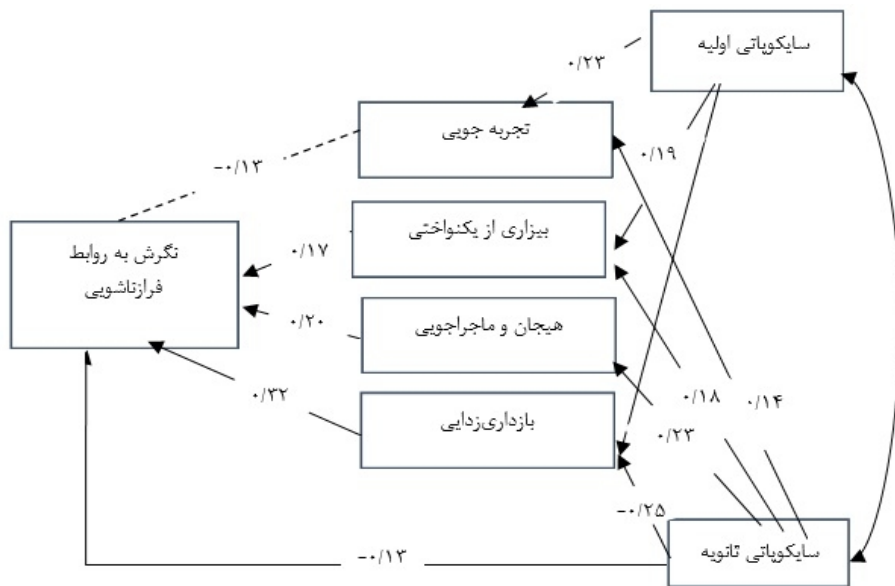 سایکوپاتی اولیه
۰/۲۳
تجربه جویی
۰/۱۹
-۰/۱۳
بیزاری از یکنواختی
نگرش به روابط
فرازناشویی
۰/۱۷
هیجان و ماجراجویی
۰/۲۰
۰/۳۲
بازداری‌زدایی
۰/۱۸
۰/۱۴
۰/۲۳
-۰/۲۵
سایکوپاتی ثانویه
-۰/۱۳